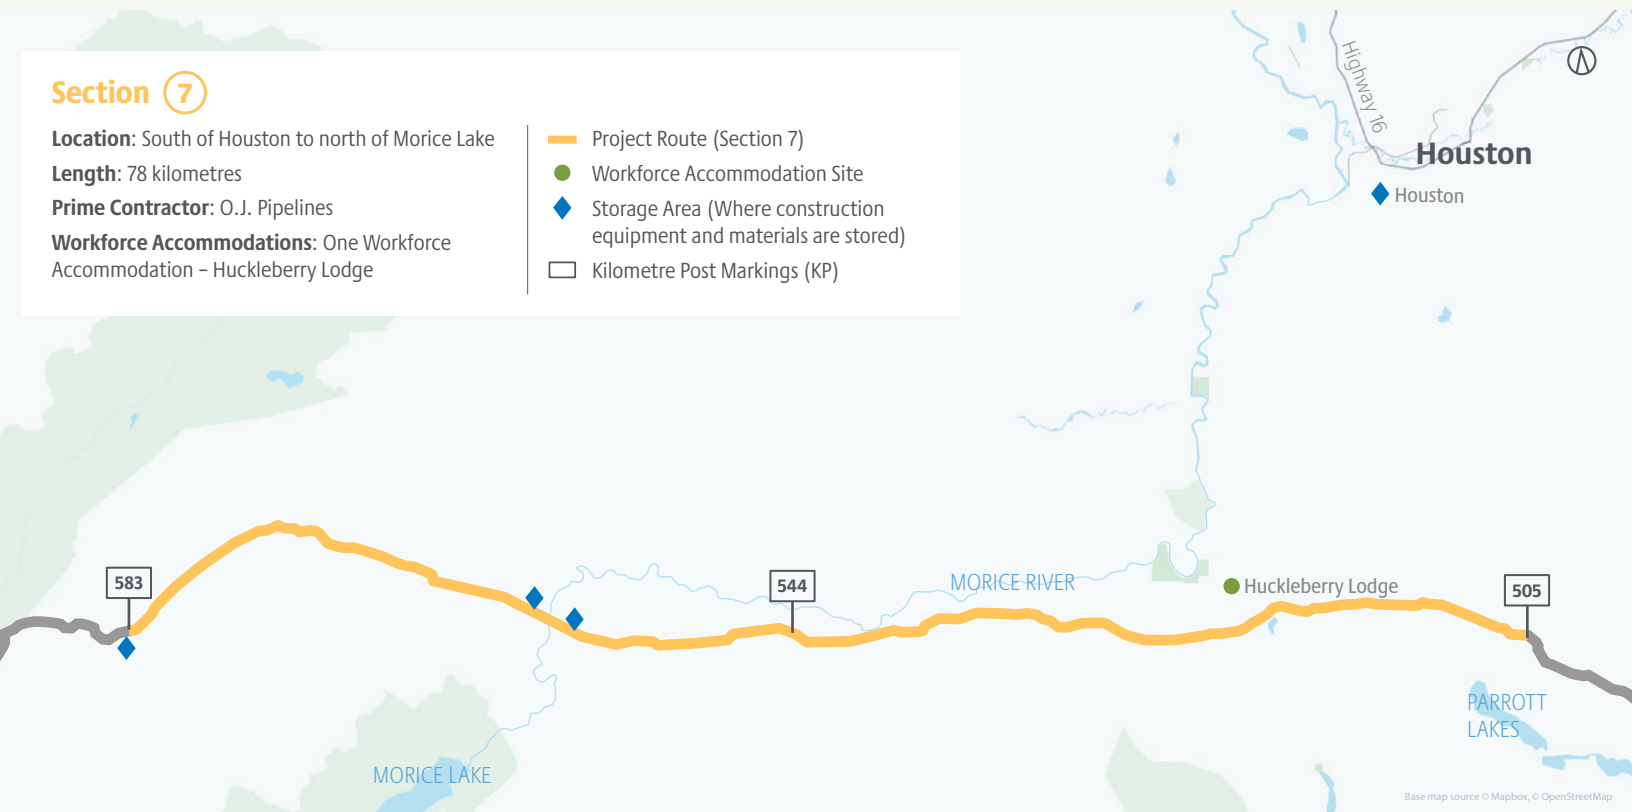 Section 7
Location: South of Houston to north of Morice Lake
Length: 78 kilometres
Prime Contractor: O.J. Pipelines
Workforce Accommodations: One Workforce
Accommodation – Huckleberry Lodge
Project Route (Section 7)
Workforce Accommodation Site
Storage Area (Where construction
equipment and materials are stored)
Kilometre Post Markings (KP)
Highway 16
Houston
Houston
583
544
MORICE RIVER
Huckleberry Lodge
505
PARROTT
LAKES
MORICE LAKE
Base map source © Mapbox, © OpenStreetMap